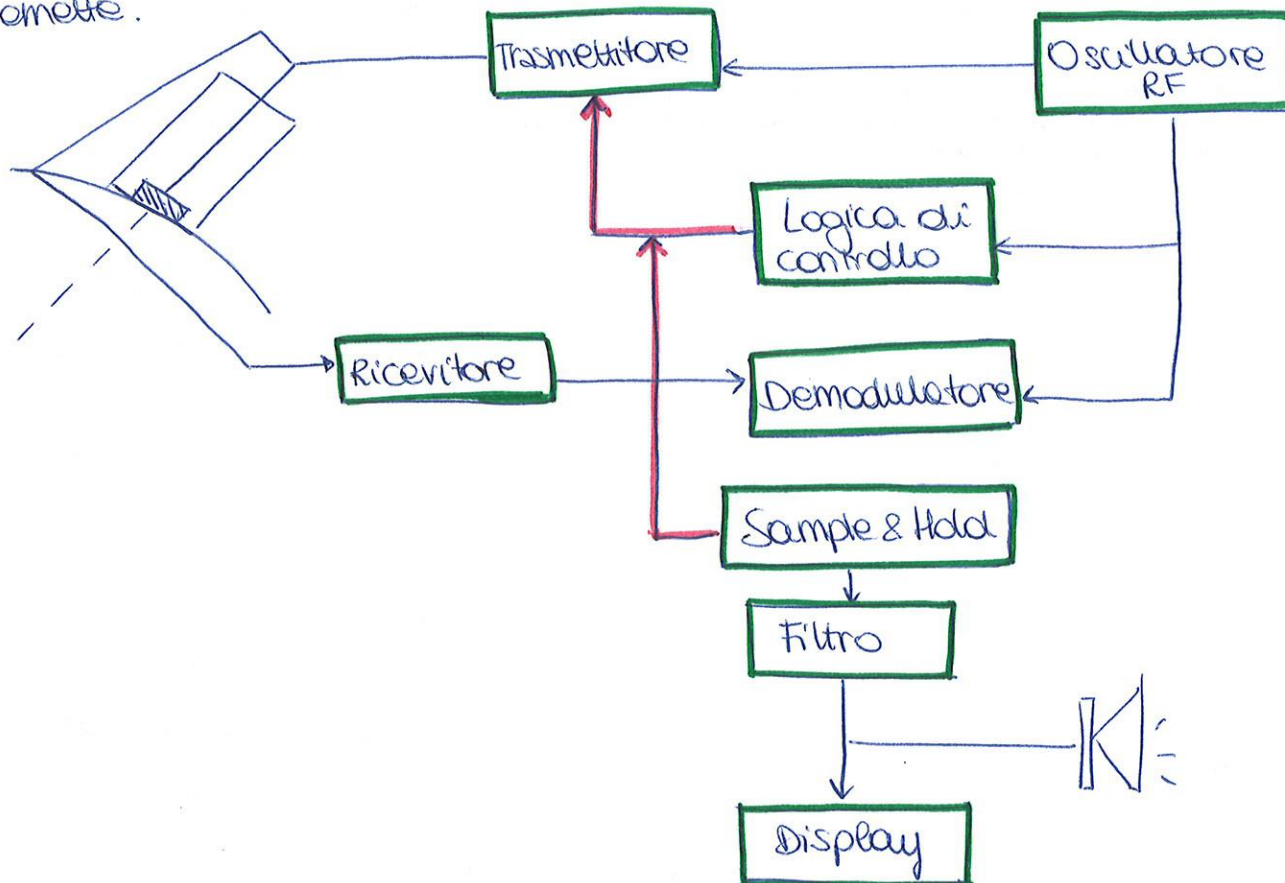 emette.
Trasmettitore
Oscillatore
RF
Logica di
controllo
Ricevitore
Demodulatore
Sample & Hold
Filtro
Display